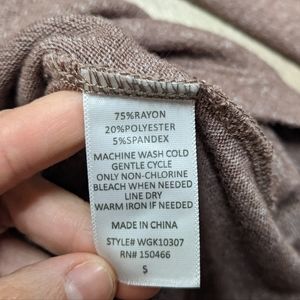 75%RAYON
20%POLYESTER
5%SPANDEX
MACHINE WASH COLD
GENTLE CYCLE
ONLY NON-CHLORINE
BLEACH WHEN NEEDED
LINE DRY
WARM IRON IF NEEDED
MADE IN CHINA
STYLE# WGK10307
RN# 150466
S